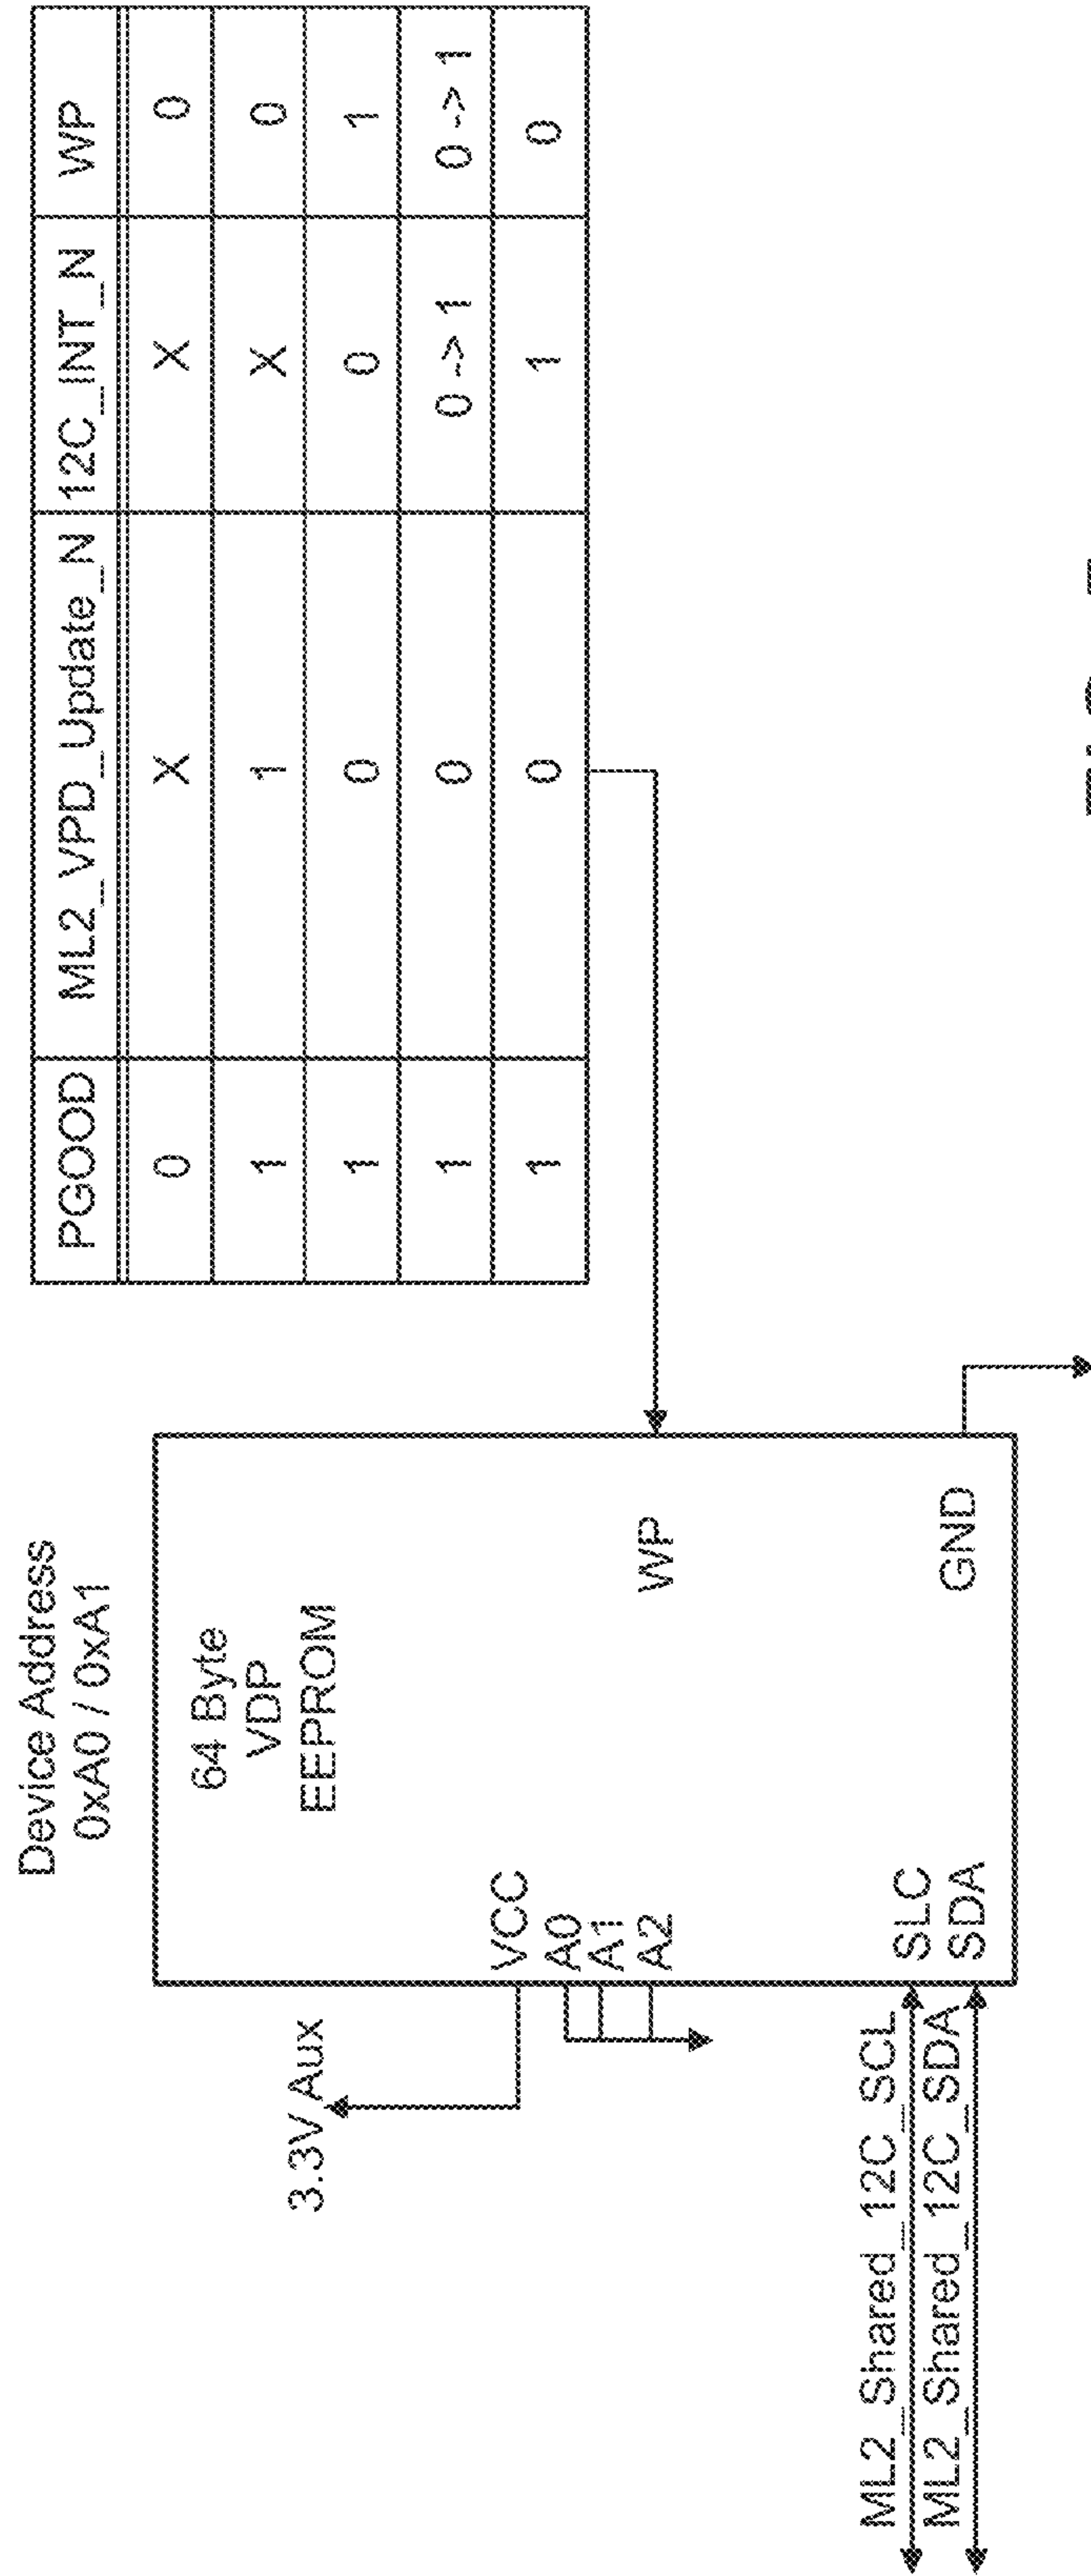 Device Address
0xA0 / 0xA1
64 Byte
VDP
EEPROM
3.3V Aux
VCC
A0
A1
A2
WP
SLC
SDA
GND
ML2_Shared_12C_SCL
ML2_Shared_12C_SDA
PGOOD ML2_VPD_Update_N 12C_INT_N WP
0 X X 0
1 1 X 0
1 0 0 1
1 0 0 -> 1 0 -> 1
1 0 1 0